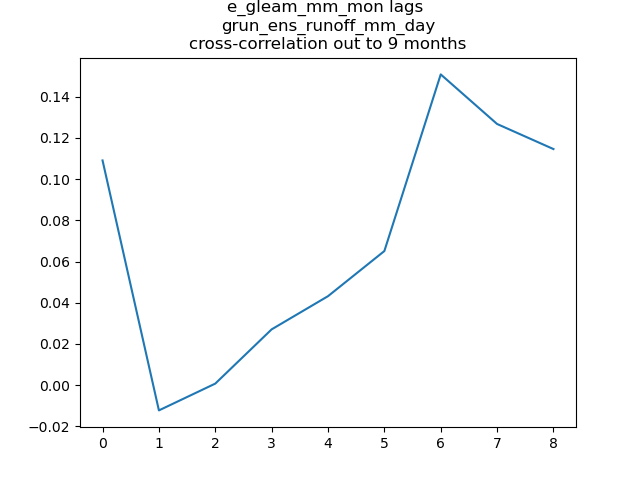 e_gleam_mm_mon lags
grun_ens_runoff_mm_day
cross-correlation out to 9 months
0.14
0.12
0.10
0.08
0.06
0.04
0.02
0.00
−0.02
0 1 2 3 4 5 6 7 8